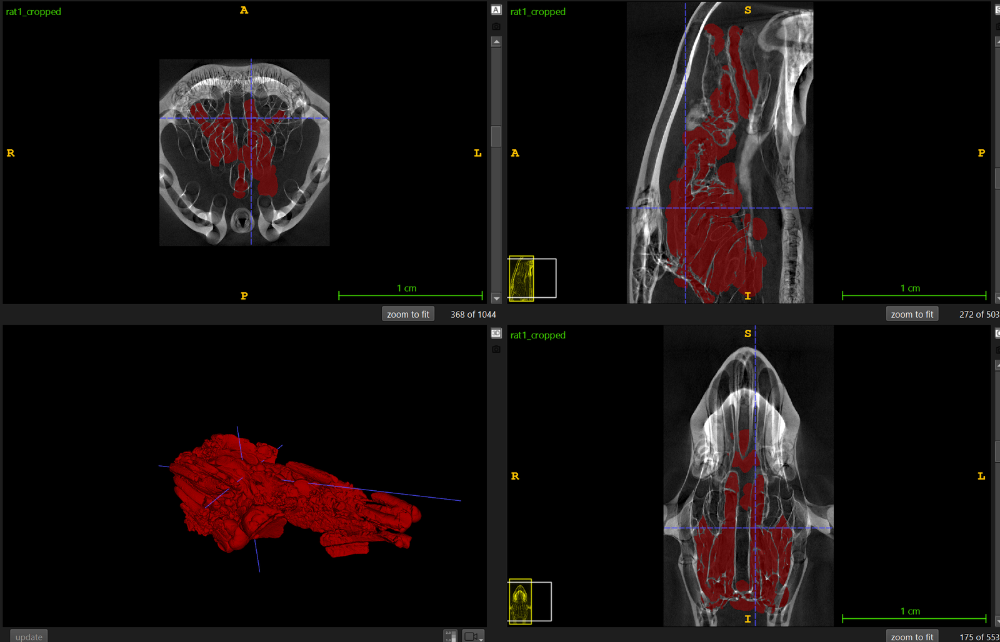 rat1_cropped
A
A
R
L
P
1 cm
zoom to fit
368 of 1044
rat1_cropped
S
A
P
I
1 cm
zoom to fit
272 of 503
3D
update
rat1_cropped
S
R
L
I
1 cm
zoom to fit
175 of 553